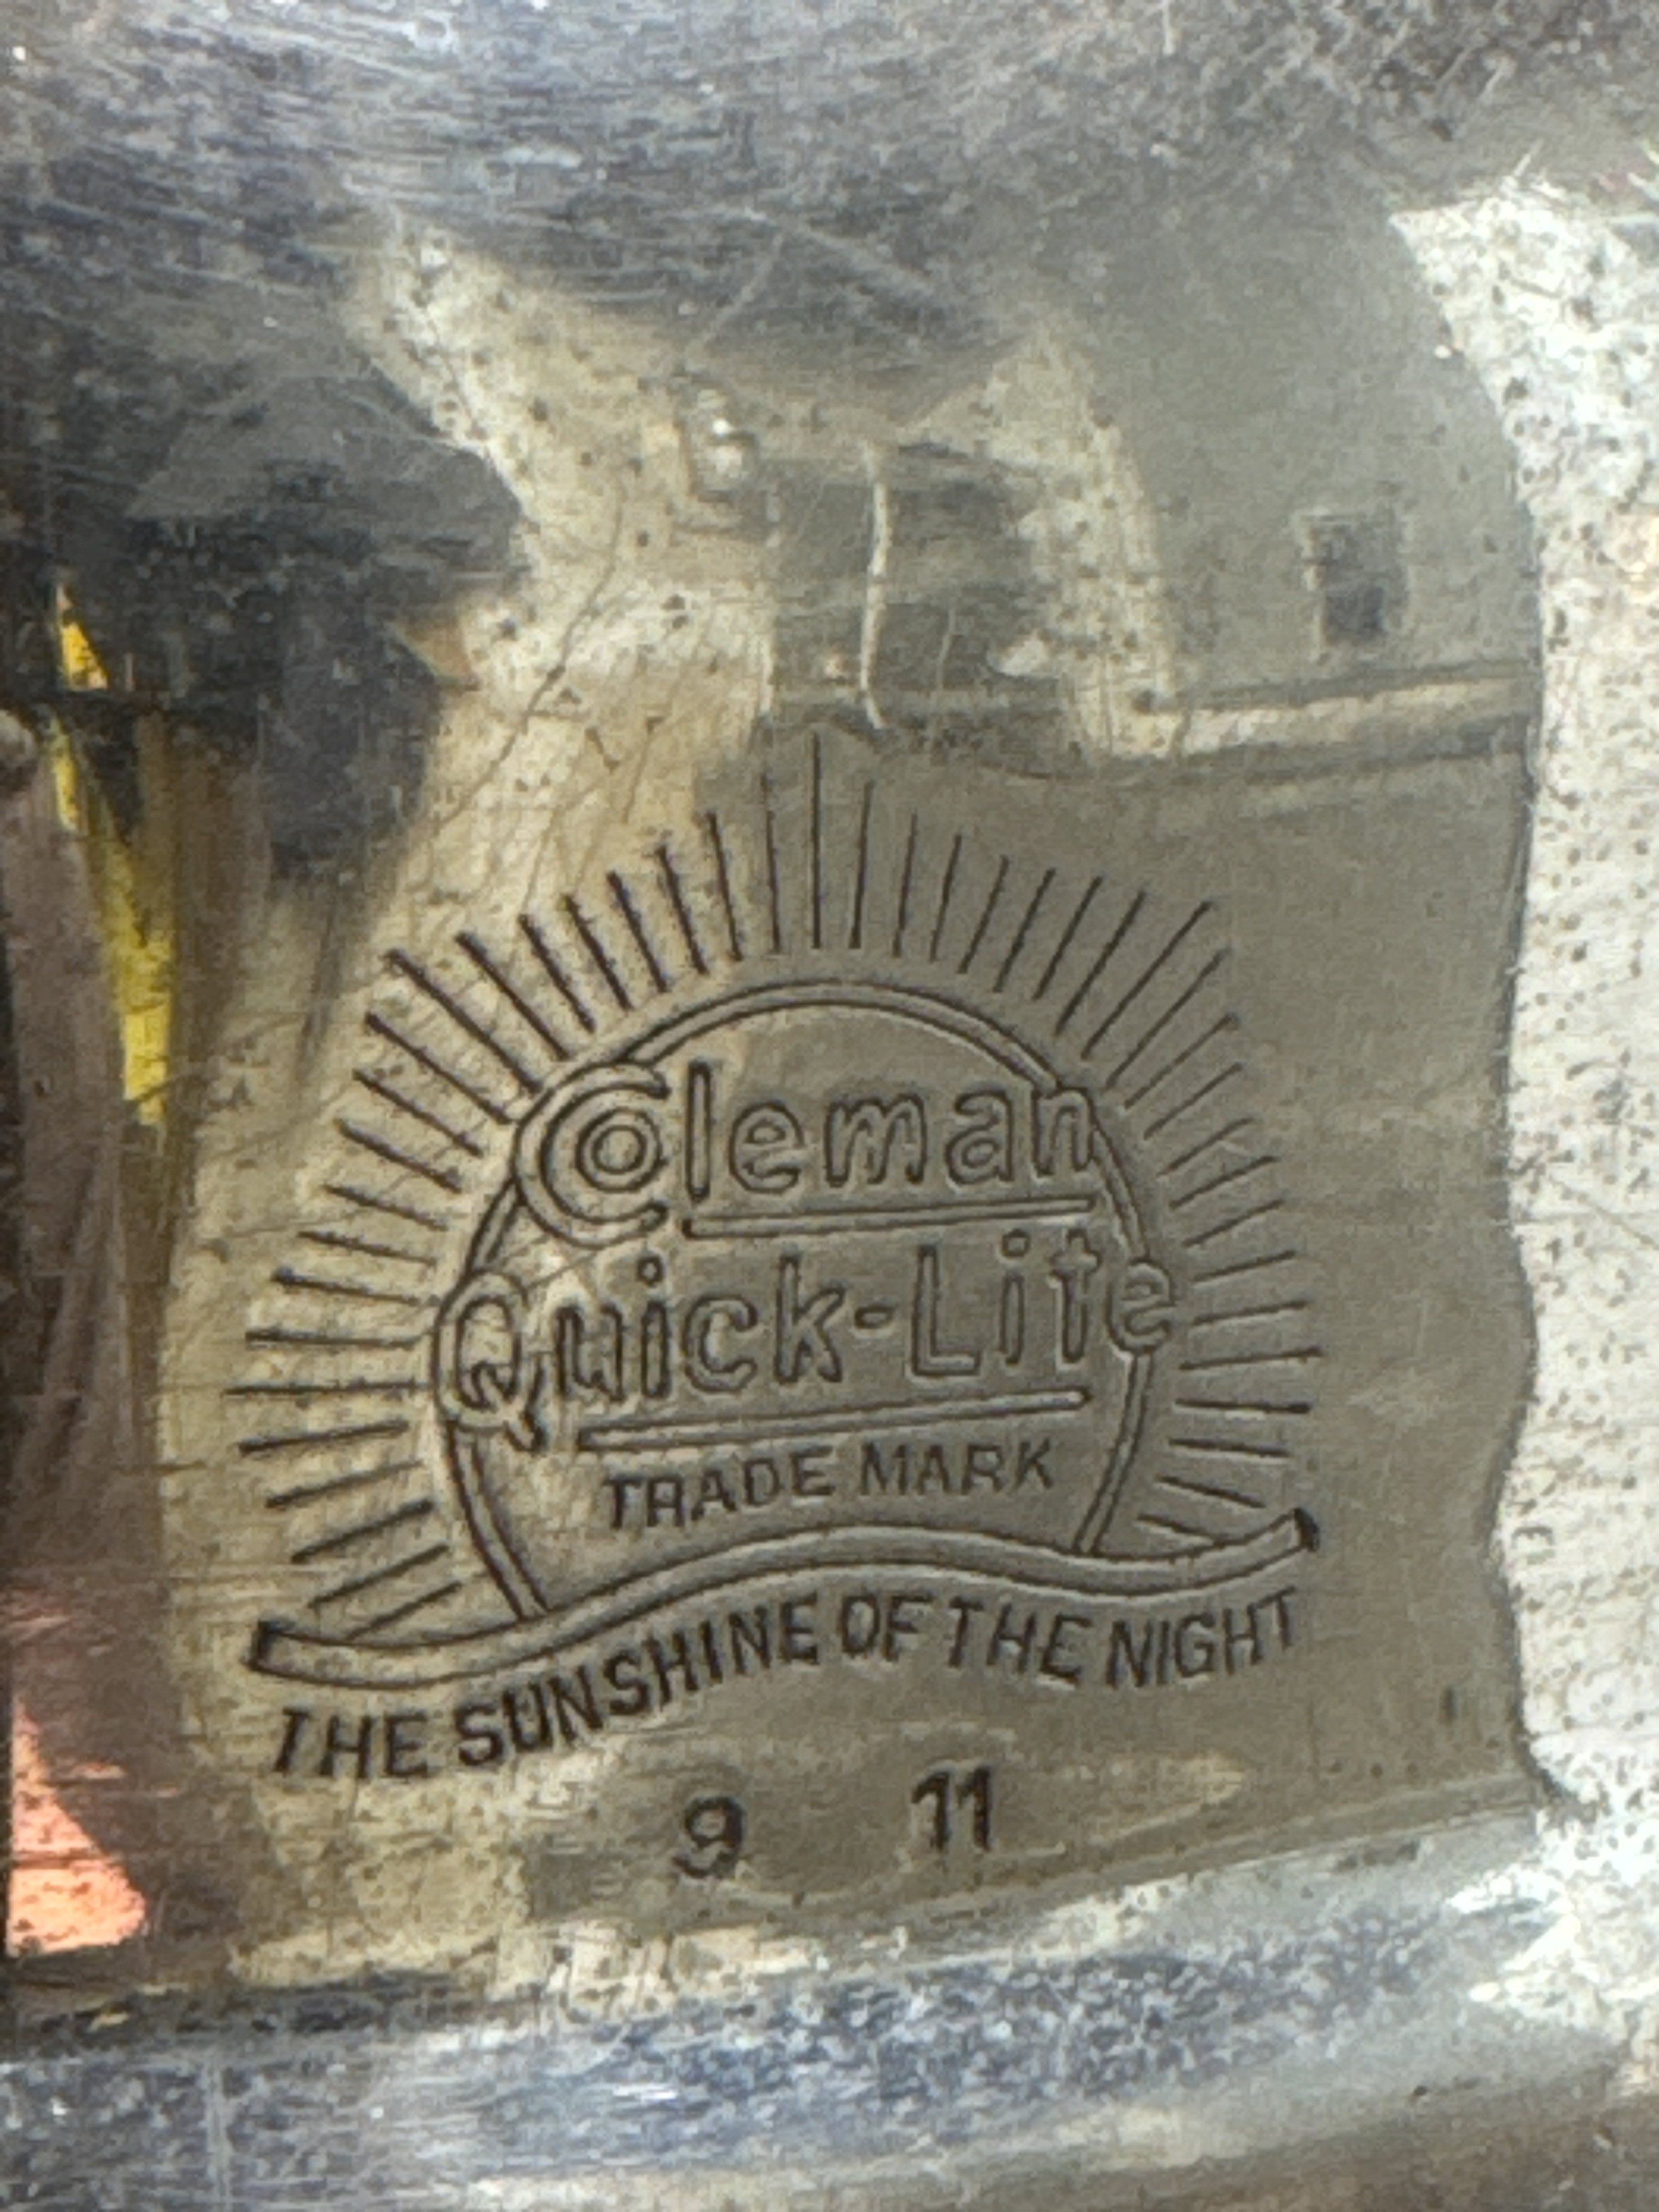 Coleman
Quick-Lite
TRADE MARK
THE SUNSHINE OF THE NIGHT
9 11